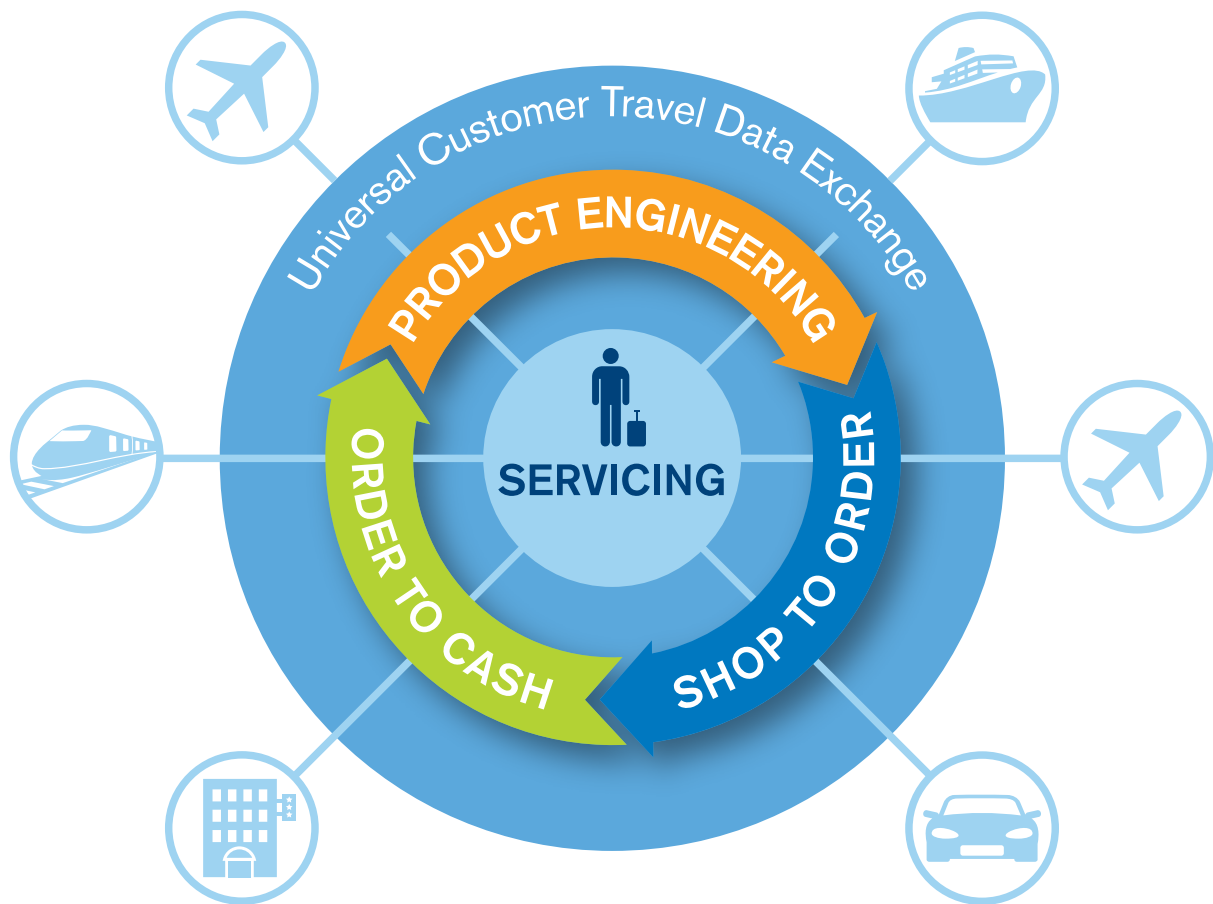 Universal Customer Travel Data Exchange
PRODUCT ENGINEERING
SHOP TO ORDER
ORDER TO CASH
SERVICING